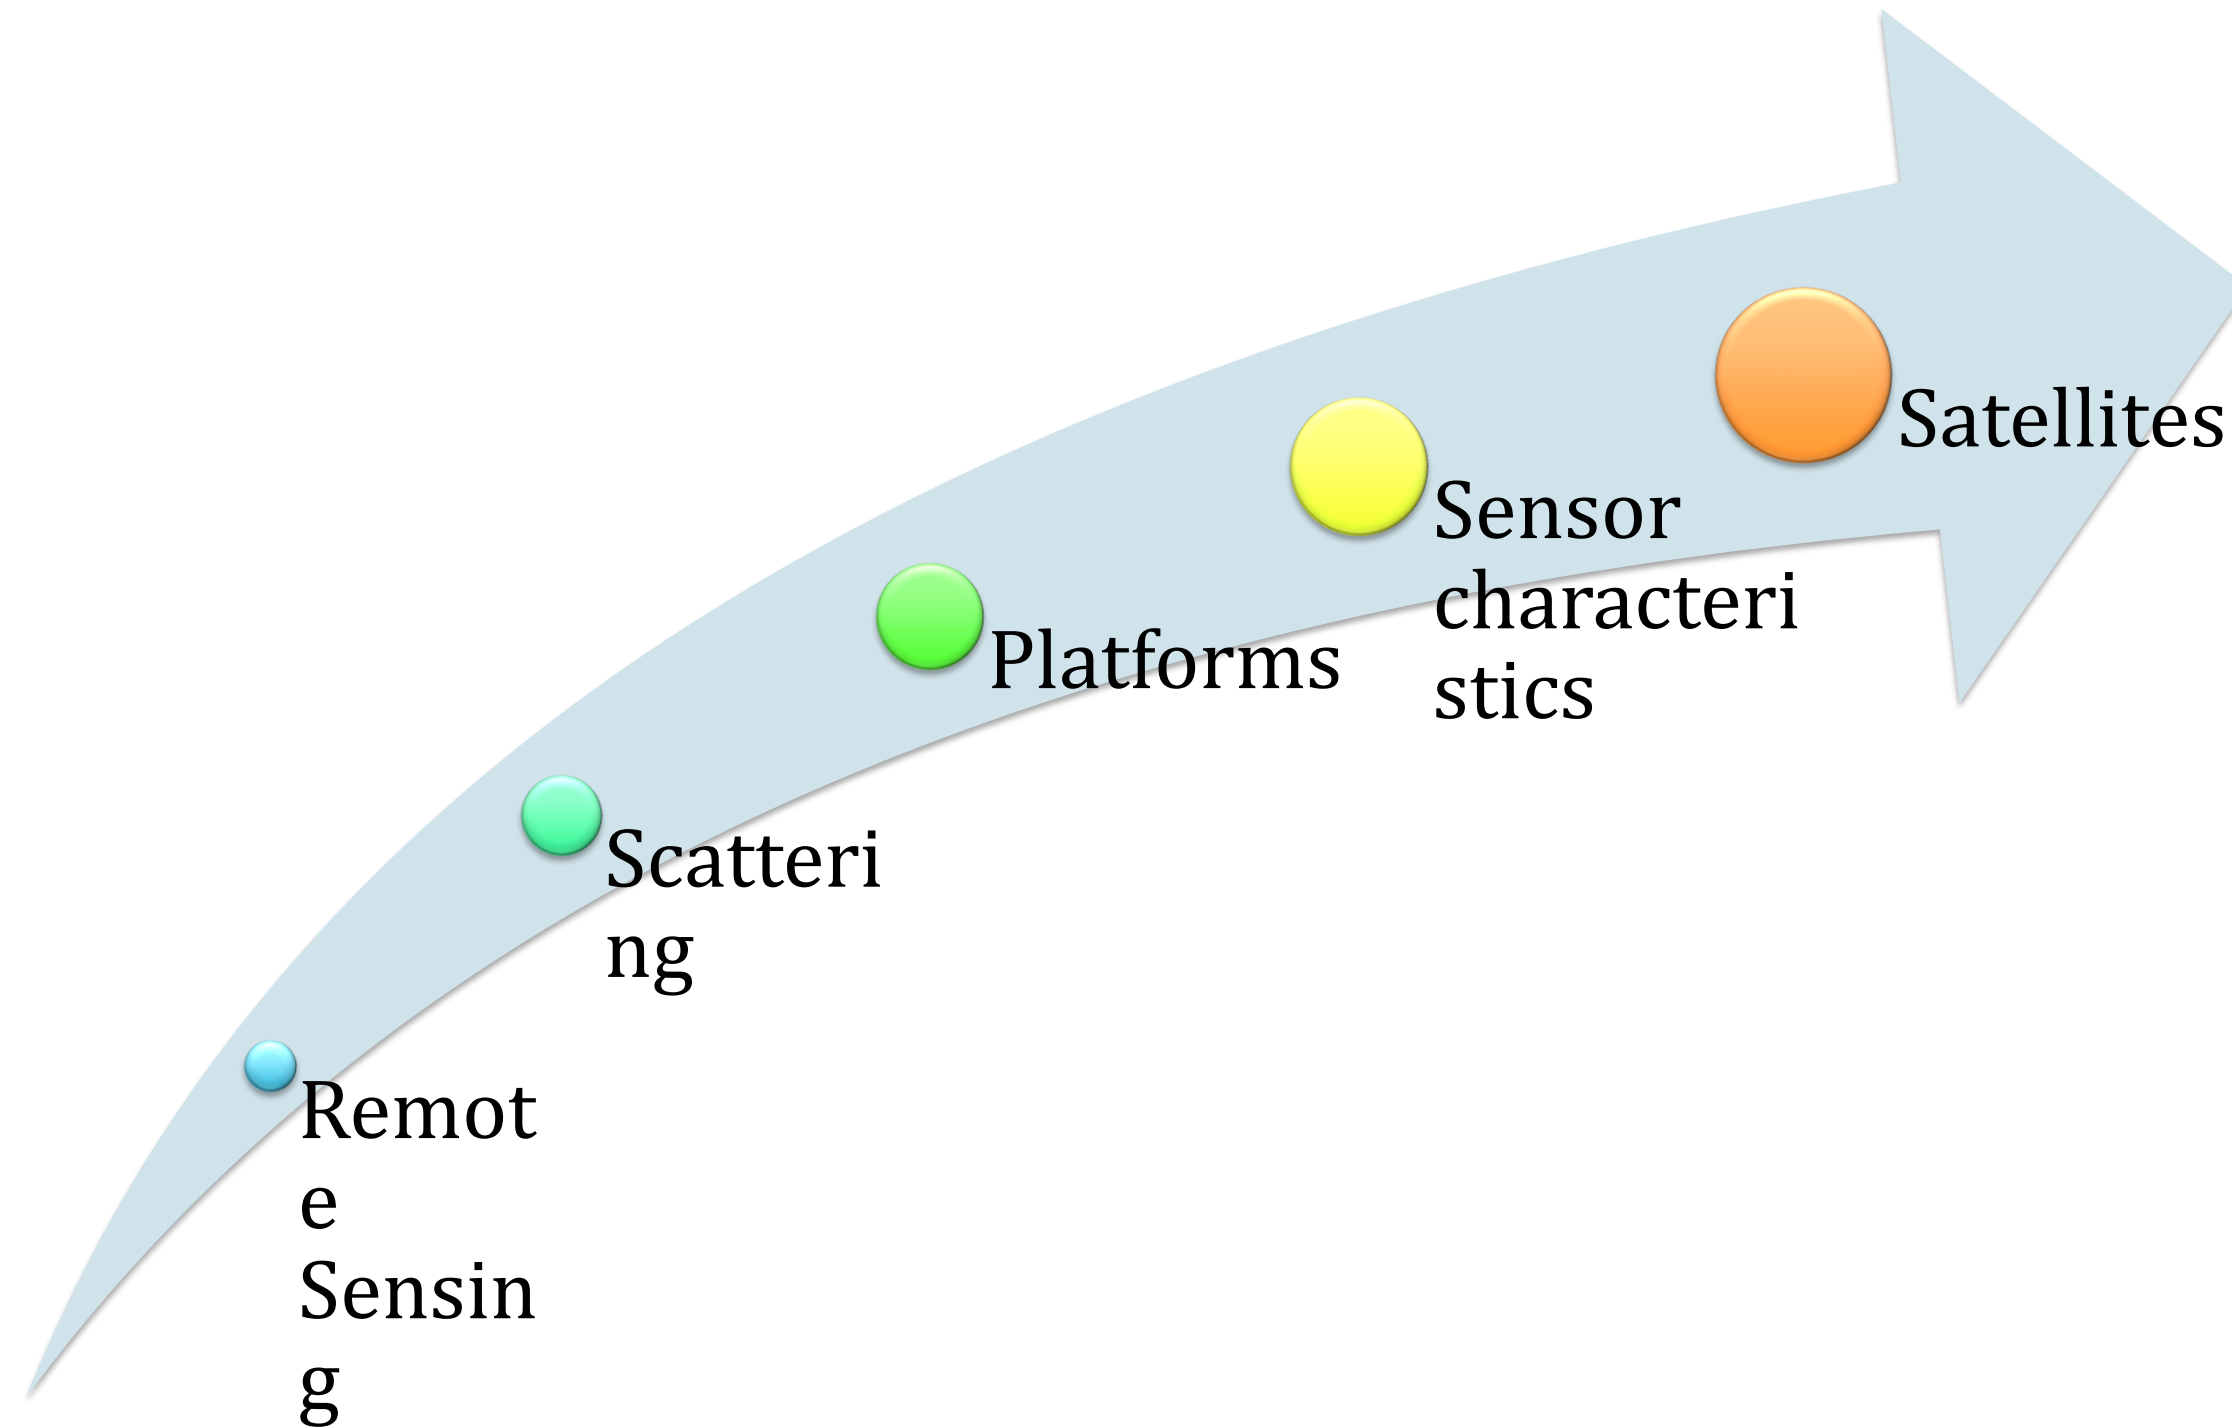 Remot
e
Sensin
g
Scatteri
ng
Platforms
Sensor
characteri
stics
Satellites